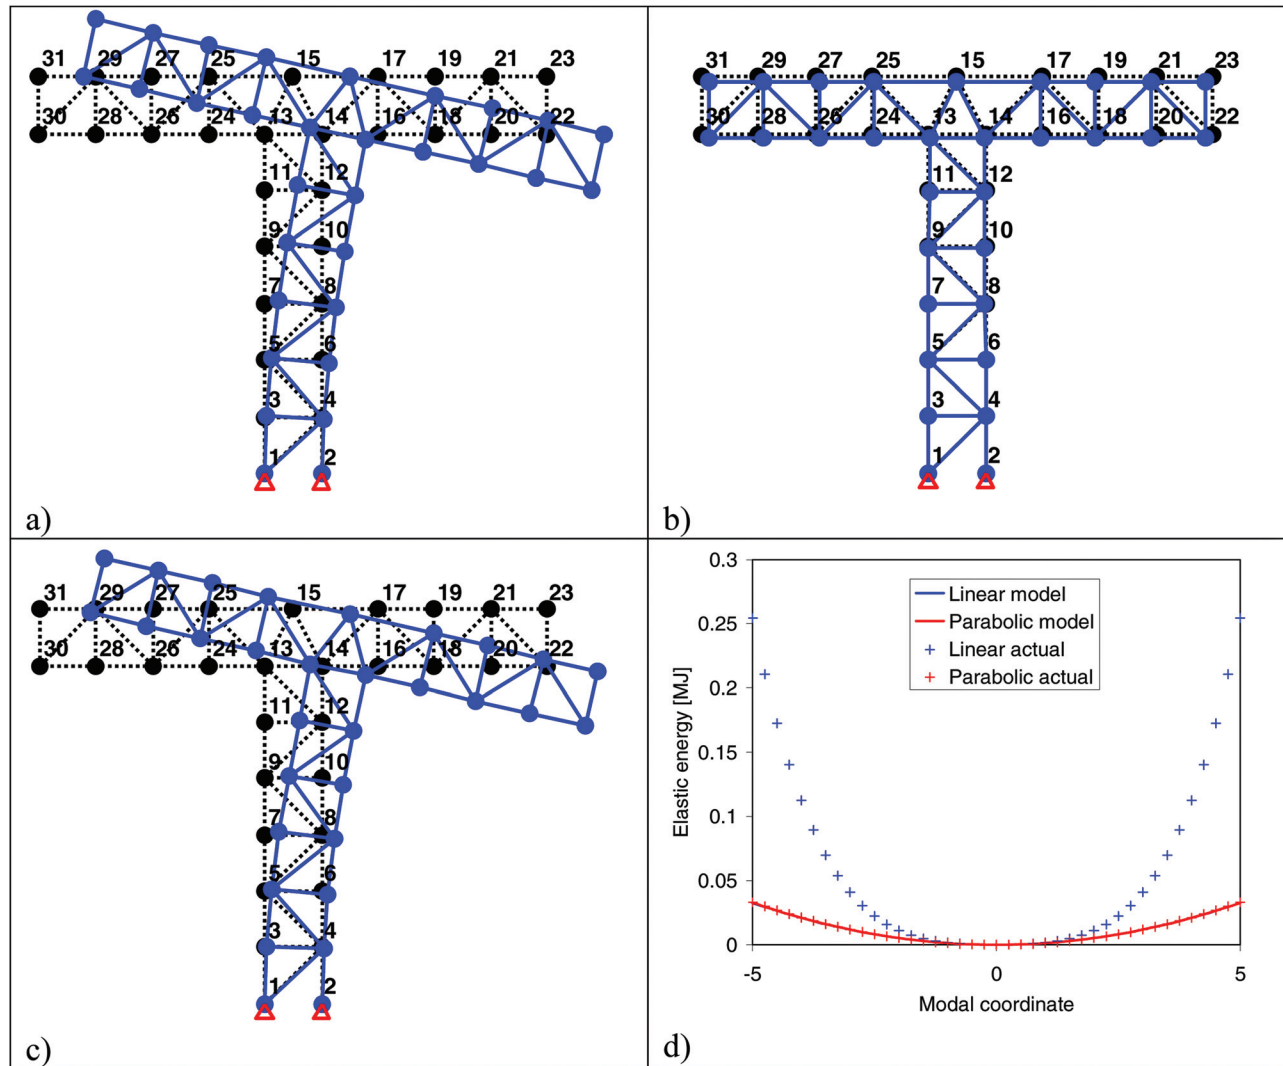 31 29 27 25 15 17 19 21 23
30 28 26 24 13 14 16 18 20 22
11 12
9 10
7 8
5 6
3 4
1 2
a)
31 29 27 25 15 17 19 21 23
30 28 26 24 13 14 16 18 20 22
11 12
9 10
7 8
5 6
3 4
1 2
b)
31 29 27 25 15 17 19 21 23
30 28 26 24 13 14 16 18 20 22
11 12
9 10
7 8
5 6
3 4
1 2
c)
0.3
0.25
0.2
0.15
0.1
0.05
0
Elastic energy [MJ]
Linear model
Parabolic model
Linear actual
Parabolic actual
-5 0 5
Modal coordinate
d)